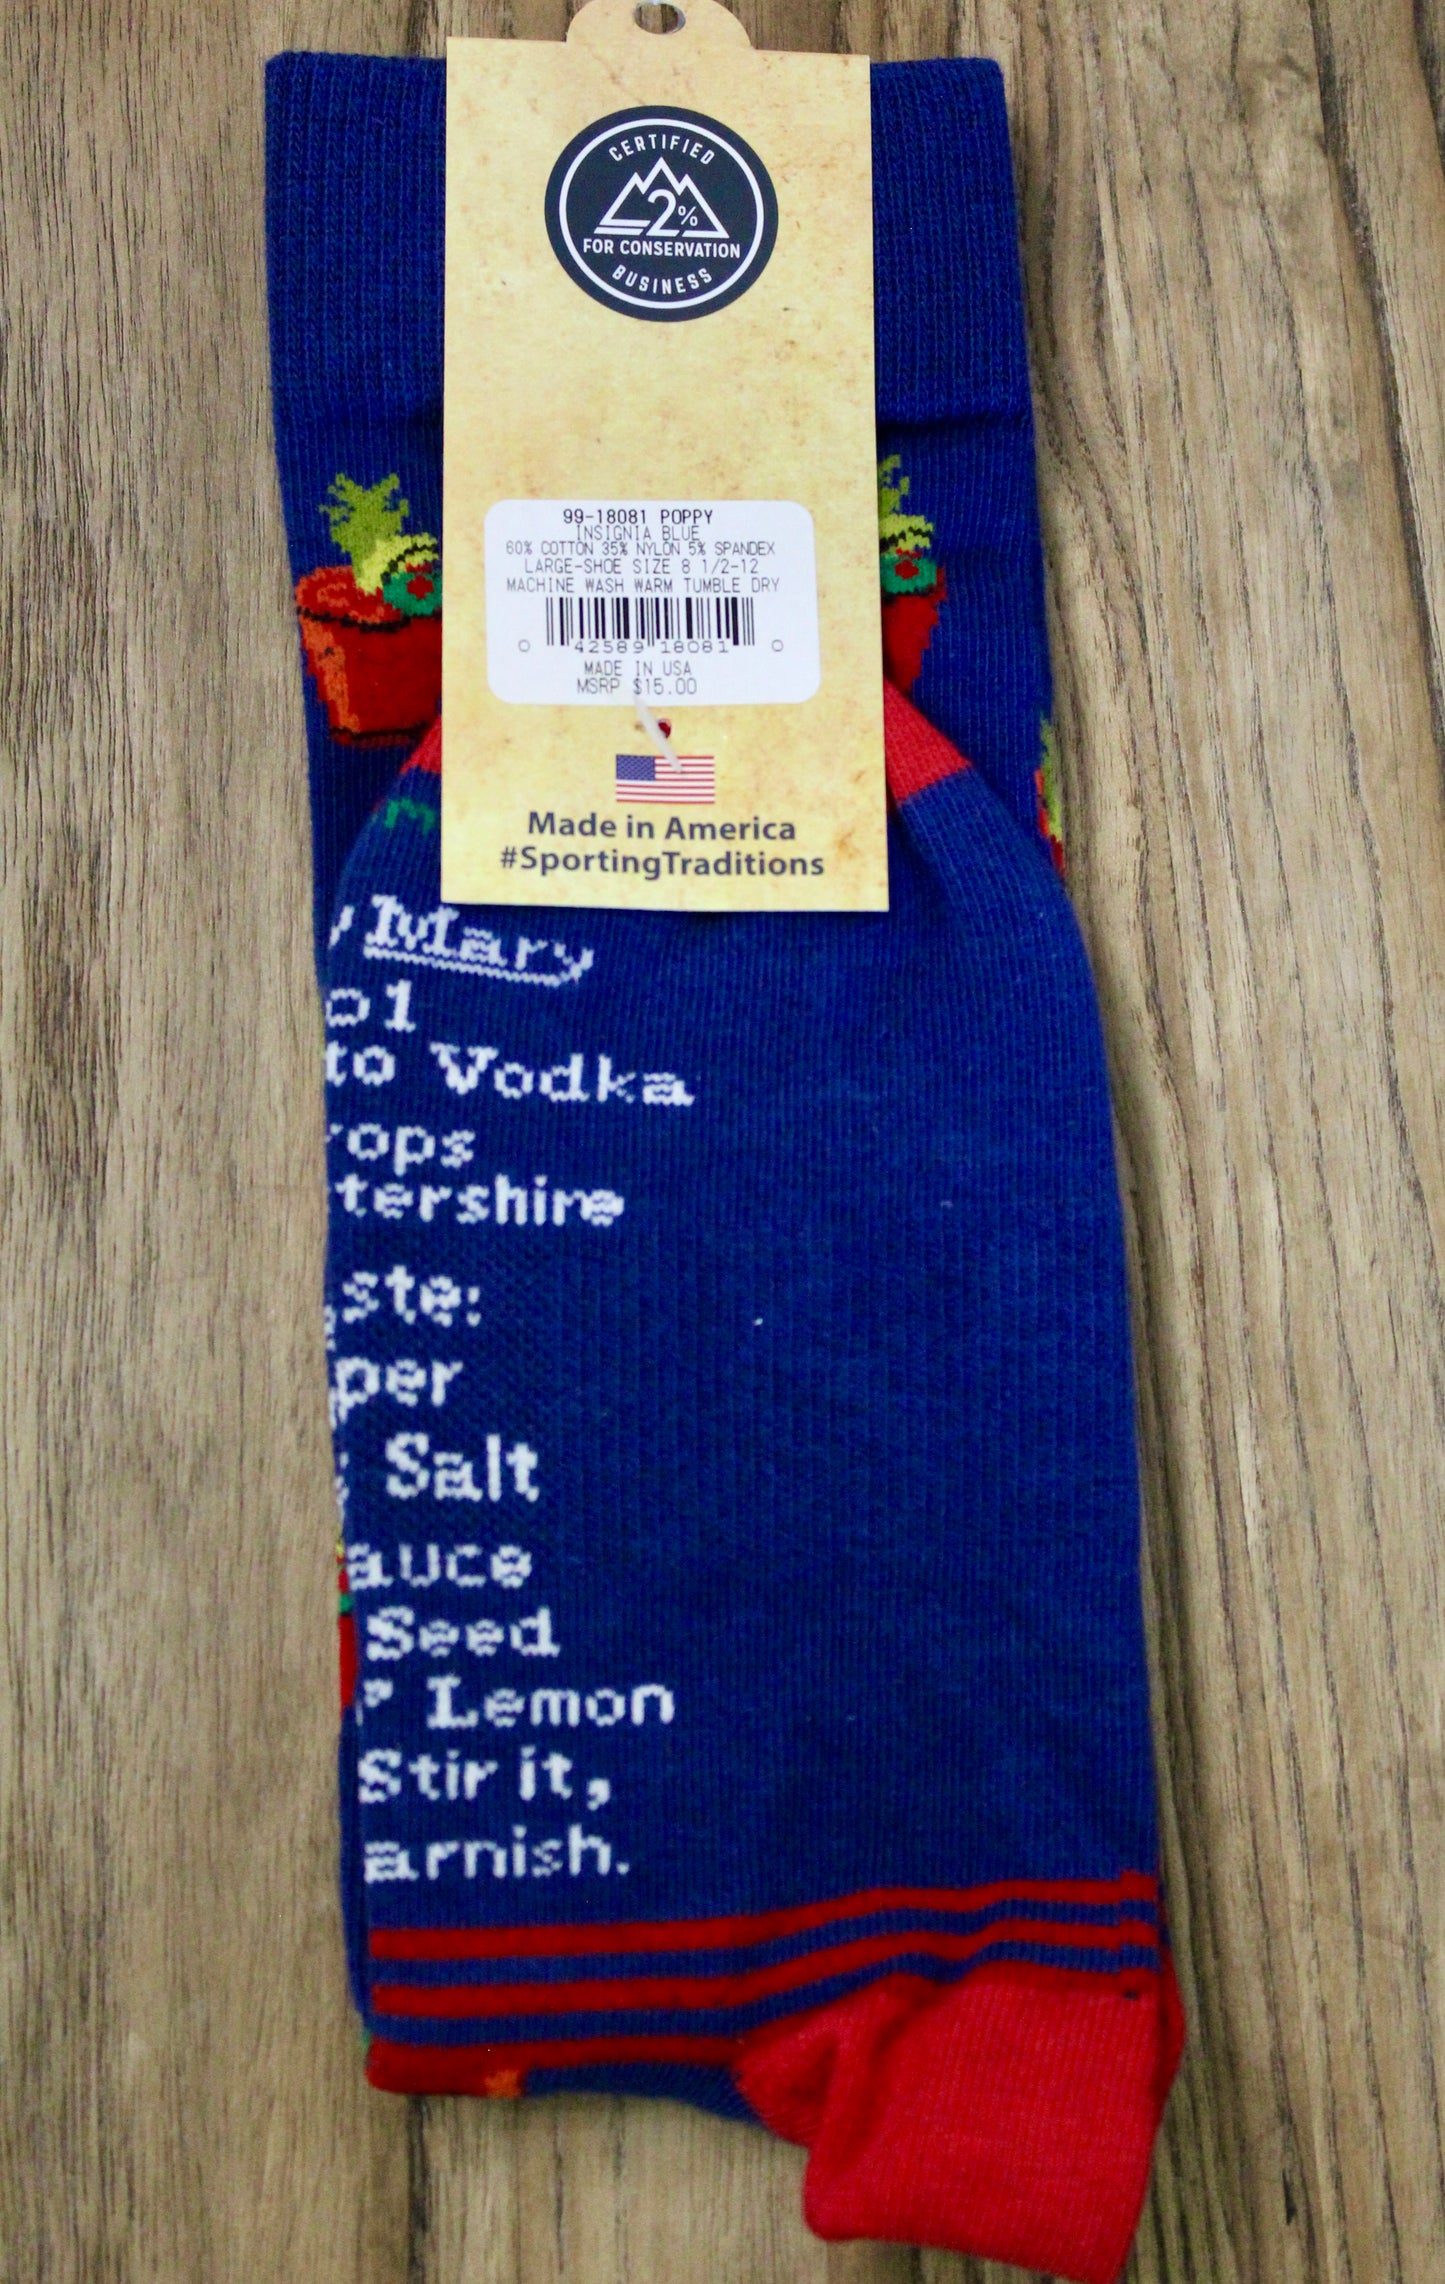 CERTIFIED
2%
FOR CONSERVATION
BUSINESS
99-18081 POPPY
INSIGNIA BLUE
60% COTTON 35% NYLON 5% SPANDEX
LARGE-SHOE SIZE 8 1/2-12
MACHINE WASH WARM TUMBLE DRY
0 42589 18081 0
MADE IN USA
MSRP $15.00
Made in America
#SportingTraditions
y Mary
o1
to Vodka
rops
tershire
ste:
per
Salt
auce
Seed
Lemon
Stir it,
arnish.